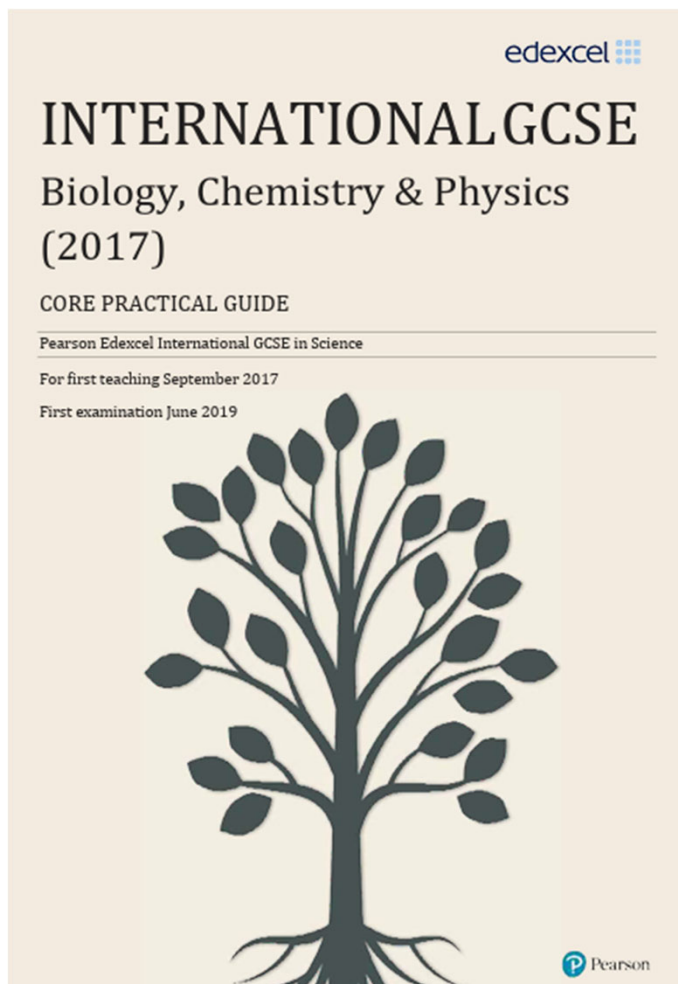 edexcel
INTERNATIONAL GCSE
Biology, Chemistry & Physics
(2017)
CORE PRACTICAL GUIDE
Pearson Edexcel International GCSE in Science
For first teaching September 2017
First examination June 2019
Pearson